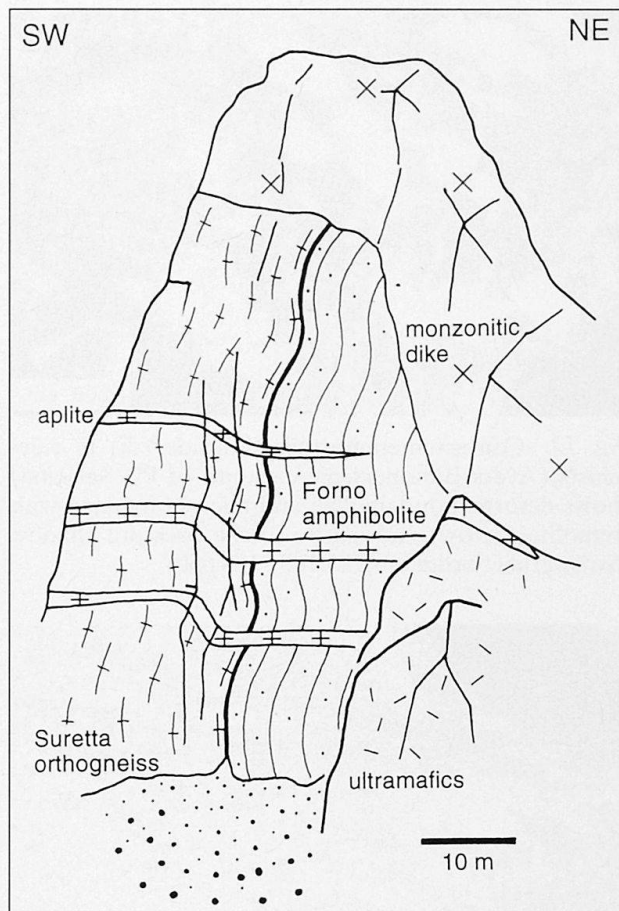 SW
NE
monzonitic
dike
aplite
Forno
amphibolite
Suretta
orthogneiss
ultramafics
10 m